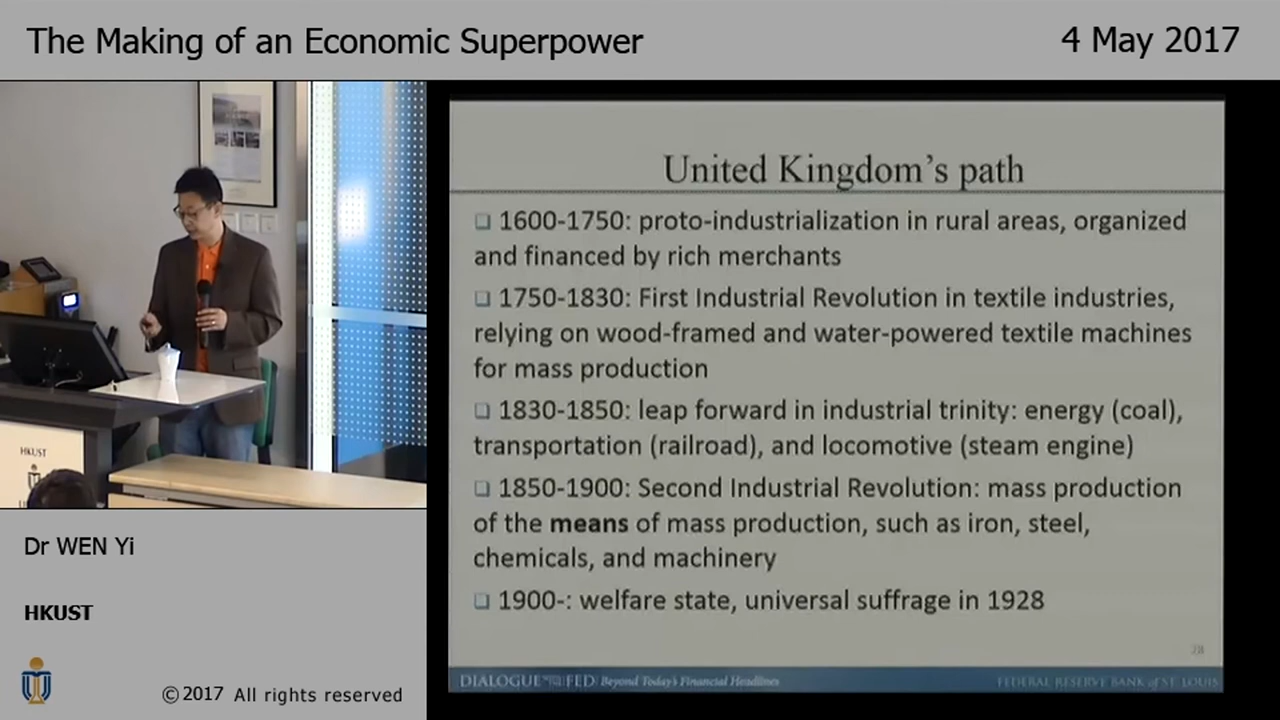 The Making of an Economic Superpower
4 May 2017
United Kingdom's path
❑ 1600-1750: proto-industrialization in rural areas, organized
and financed by rich merchants
❑ 1750-1830: First Industrial Revolution in textile industries,
relying on wood-framed and water-powered textile machines
for mass production
❑ 1830-1850: leap forward in industrial trinity: energy (coal),
transportation (railroad), and locomotive (steam engine)
❑ 1850-1900: Second Industrial Revolution: mass production
of the means of mass production, such as iron, steel,
chemicals, and machinery
❑ 1900-: welfare state, universal suffrage in 1928
28
DIALOGUE WITH THE FED Beyond Today's Financial Headlines
FEDERAL RESERVE BANK of ST. LOUIS
HKUST
Dr WEN Yi
HKUST
©2017 All rights reserved